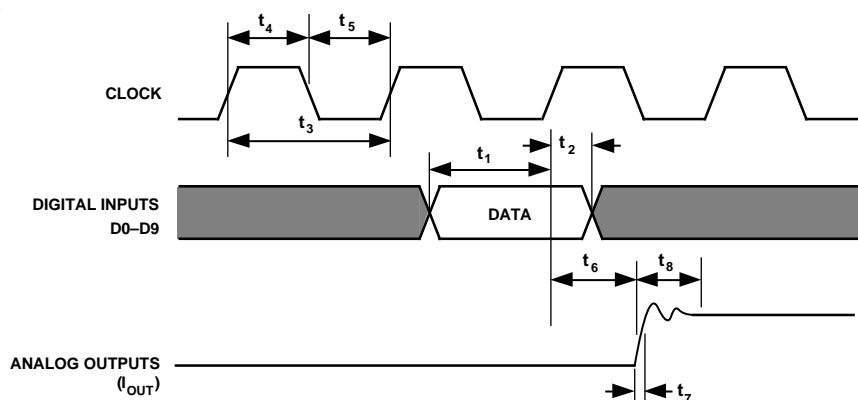 t4 t5
CLOCK
t3
t1 t2
DIGITAL INPUTS
D0–D9
DATA
t6 t8
ANALOG OUTPUTS
(IOUT)
t7